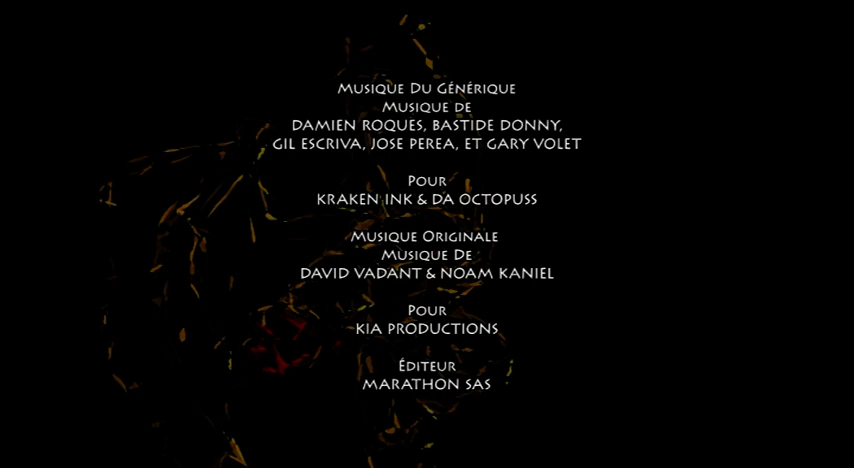 Musique Du Générique
Musique de
DAMIEN ROQUES, BASTIDE DONNY,
GIL ESCRIVA, JOSE PEREA, ET GARY VOLET
Pour
KRAKEN INK & DA OCTOPUSS
Musique Originale
Musique De
DAVID VADANT & NOAM KANIEL
Pour
KIA PRODUCTIONS
Éditeur
MARATHON SAS